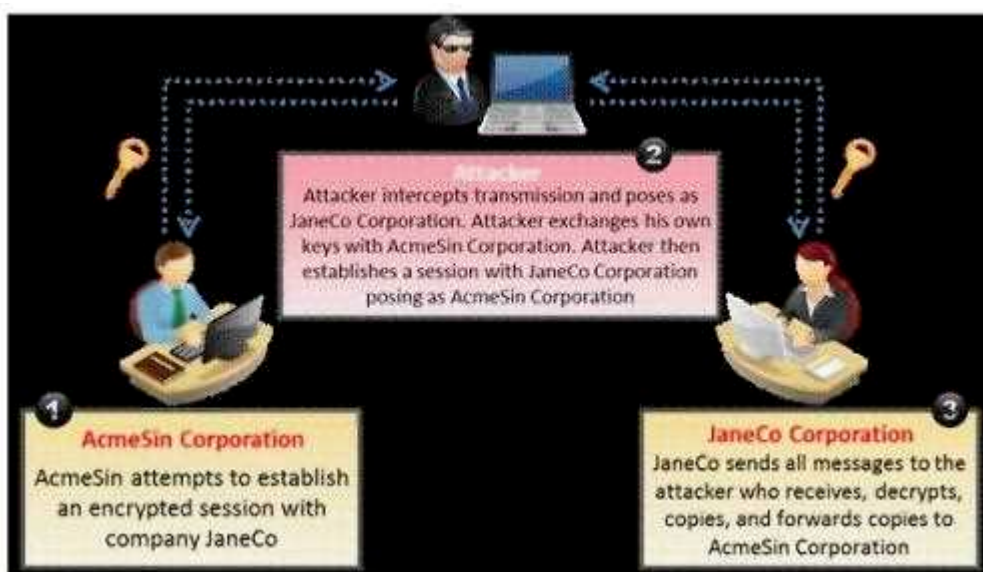 2
Attacker
Attacker intercepts transmission and poses as
JaneCo Corporation. Attacker exchanges his own
keys with AcmeSin Corporation. Attacker then
establishes a session with JaneCo Corporation
posing as AcmeSin Corporation
1
AcmeSin Corporation
AcmeSin attempts to establish
an encrypted session with
company JaneCo
3
JaneCo Corporation
JaneCo sends all messages to the
attacker who receives, decrypts,
copies, and forwards copies to
AcmeSin Corporation